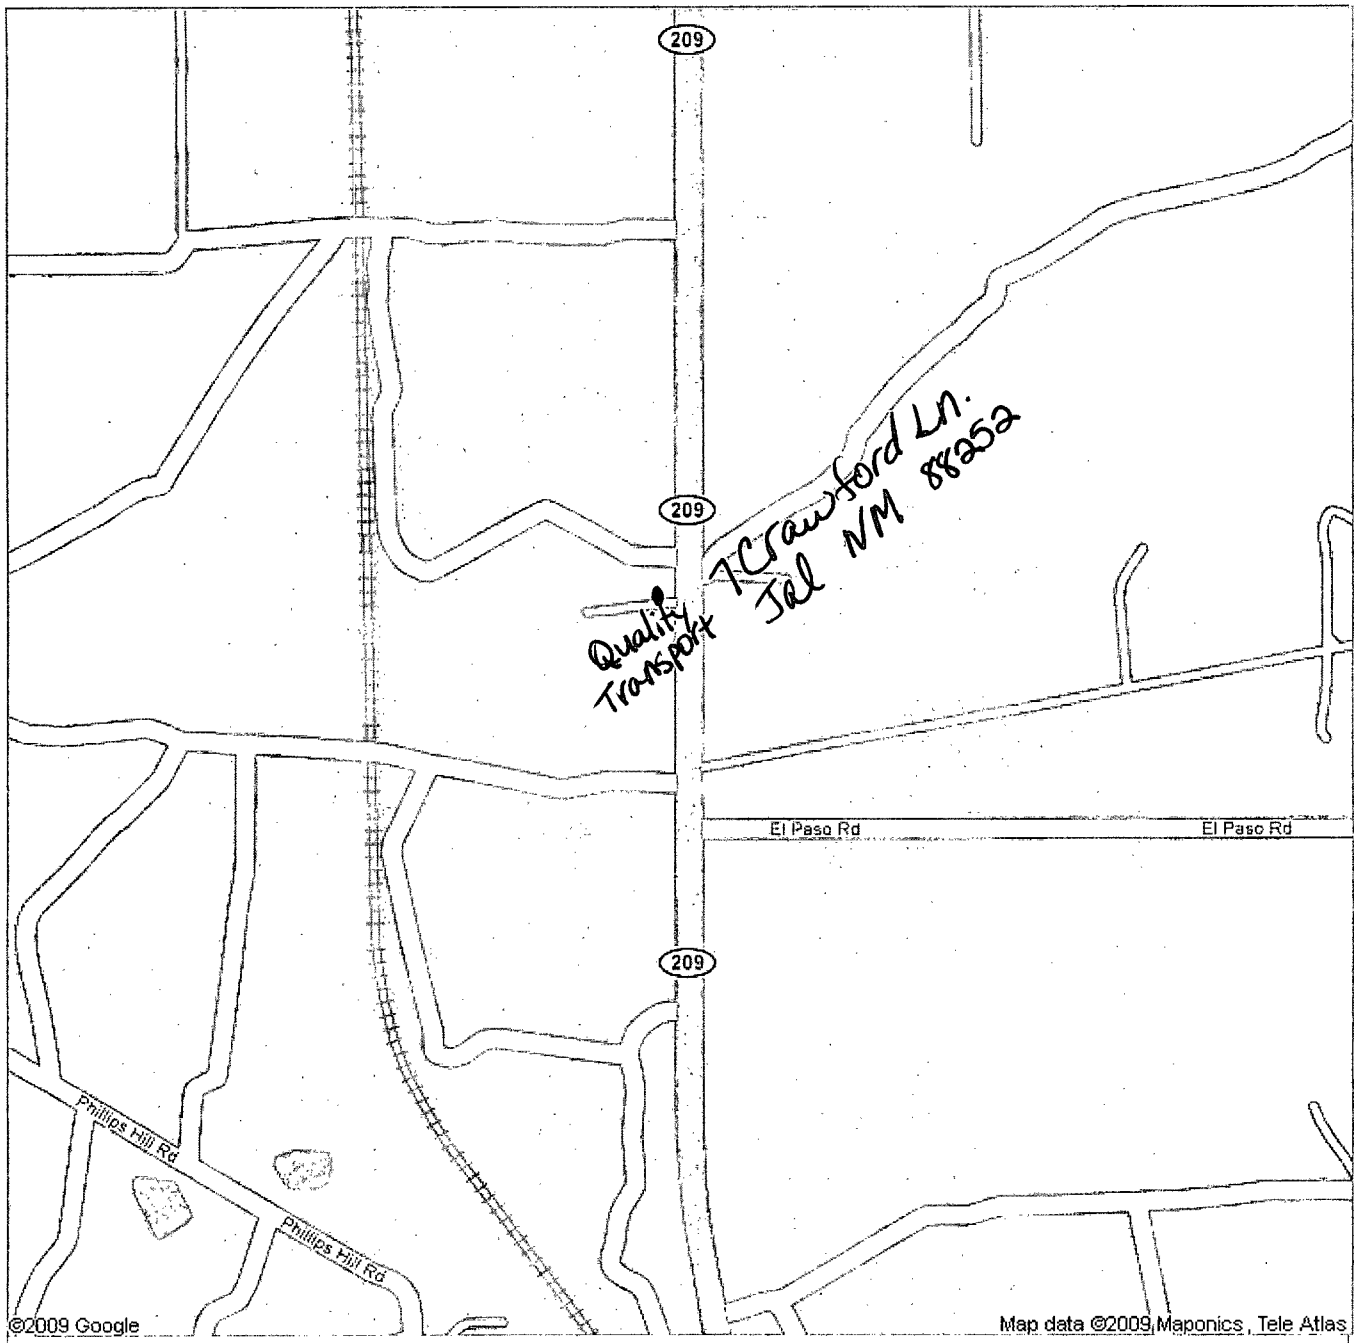 209
7 Crawford Ln.
Jal NM 88252
209
Quality
Transport
El Paso Rd
El Paso Rd
209
Phillips Hill Rd
Phillips Hill Rd
©2009 Google
Map data ©2009 Maponics, Tele Atlas